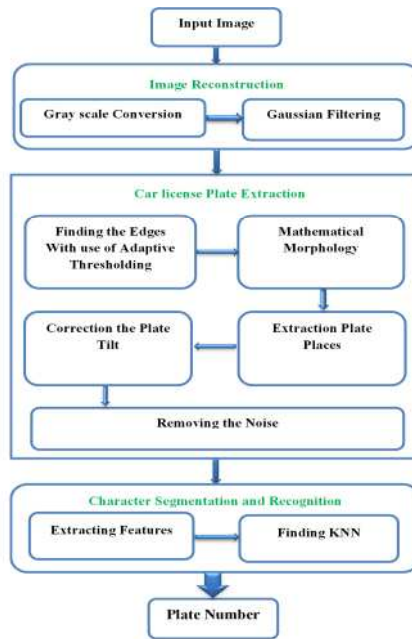 Input Image
Image Reconstruction
Gray scale Conversion
Gaussian Filtering
Car license Plate Extraction
Finding the Edges
With use of Adaptive
Thresholding
Mathematical
Morphology
Extraction Plate
Places
Correction the Plate
Tilt
Removing the Noise
Character Segmentation and Recognition
Extracting Features
Finding KNN
Plate Number